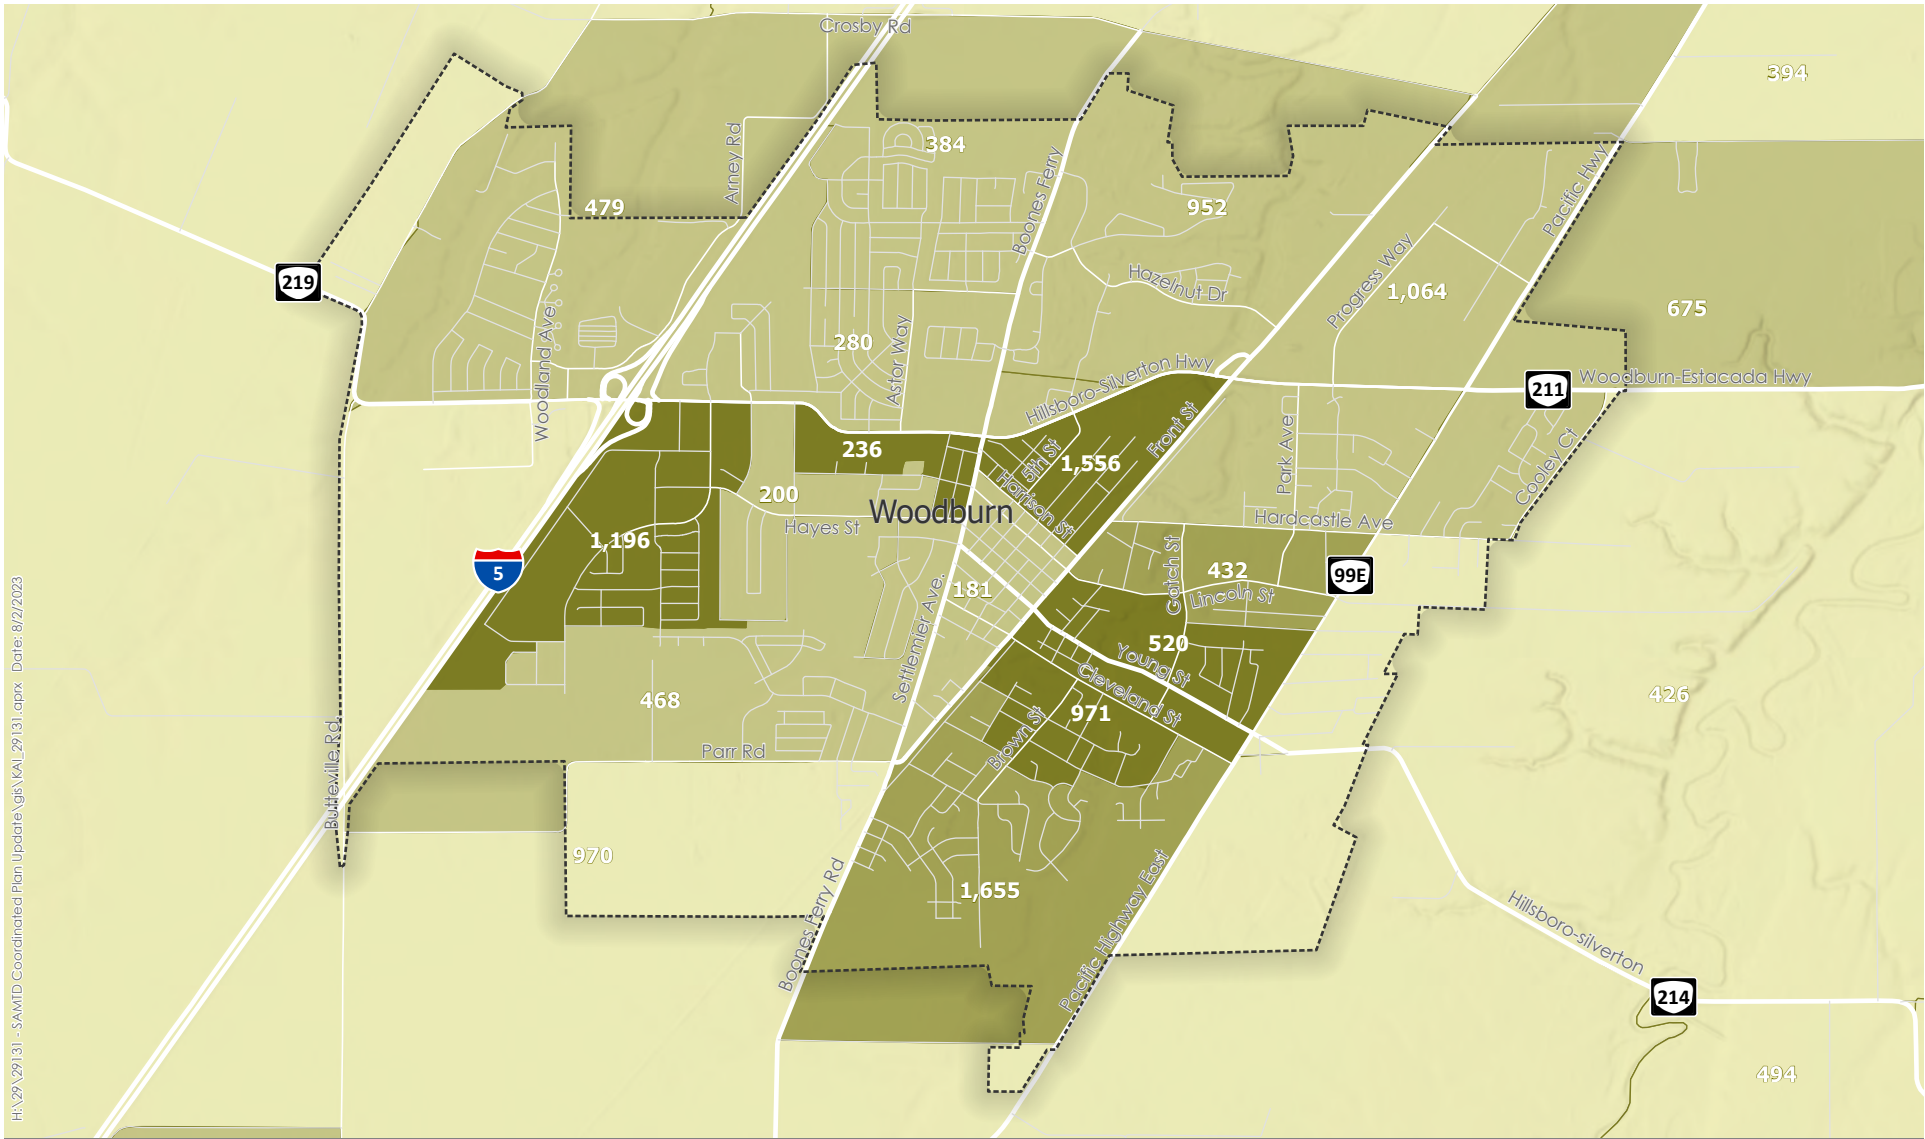 Crosby Rd
394
384
Arney Rd
Boones Ferry
Pacific Hwy
479
952
219
Hazelnut Dr
Progress Way
1,064
675
Woodland Ave
280
Astor Way
Hillsboro-Silverton Hwy
211
Woodburn-Estacada Hwy
236
5th St
1,556
Front St
Park Ave
Cooley Ct
200
Harrison St
Woodburn
Hayes St
Hardcastle Ave
1,196
5
Gatch St
432
99E
181
Lincoln St
Settlemier Ave.
520
Young St
468
Cleveland St
971
426
Brown St
Parr Rd
Butteville Rd
970
1,655
Boones Ferry Rd
Pacific Highway East
Hillsboro-silverton
214
494
H:\29\29131 - SAMTD Coordinated Plan Update\gis\KAI_29131.aprx Date: 8/2/2023